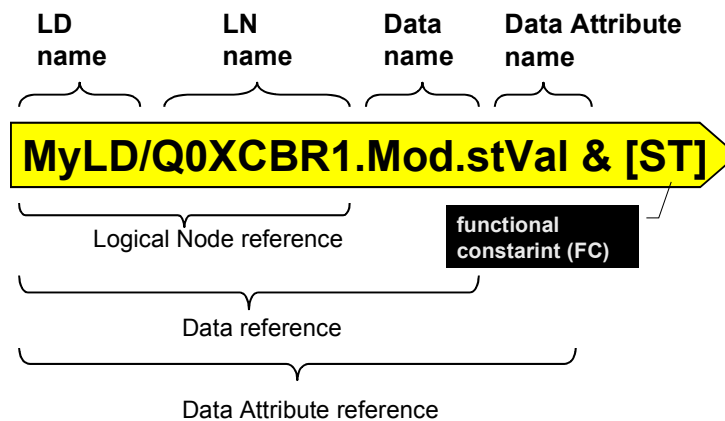 LD name
LN name
Data name
Data Attribute name
MyLD/Q0XCBR1.Mod.stVal & [ST]
Logical Node reference
functional
constarint (FC)
Data reference
Data Attribute reference